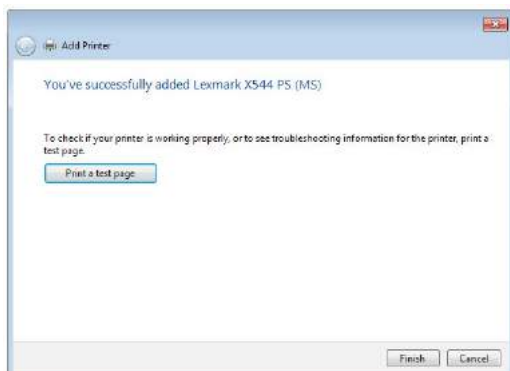 Add Printer
You've successfully added Lexmark X544 PS (MS)
To check if your printer is working properly, or to see troubleshooting information for the printer, print a
test page.
Print a test page
Finish Cancel